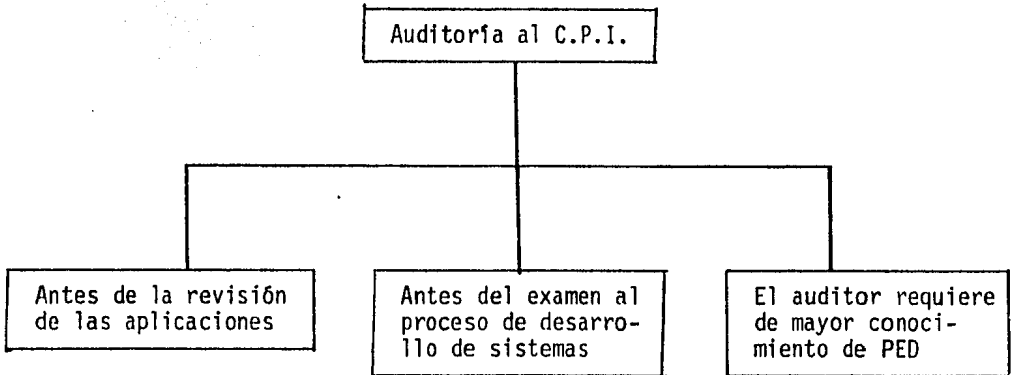 Auditoría al C.P.I.
Antes de la revisión
de las aplicaciones
Antes del examen al
proceso de desarro-
llo de sistemas
El auditor requiere
de mayor conoci-
miento de PED